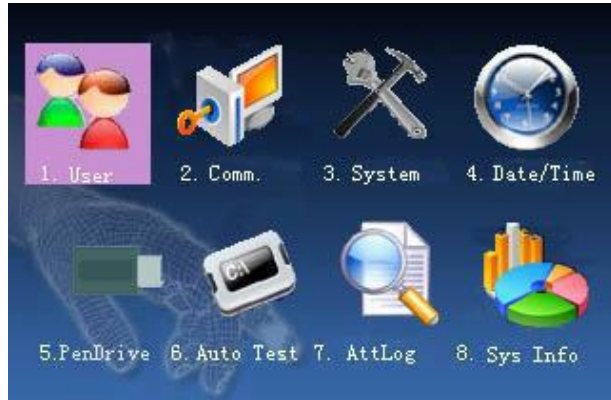 1. User 2. Comm. 3. System 4. Date/Time
C:\
5.PenDrive 6. Auto Test 7. AttLog 8. Sys Info